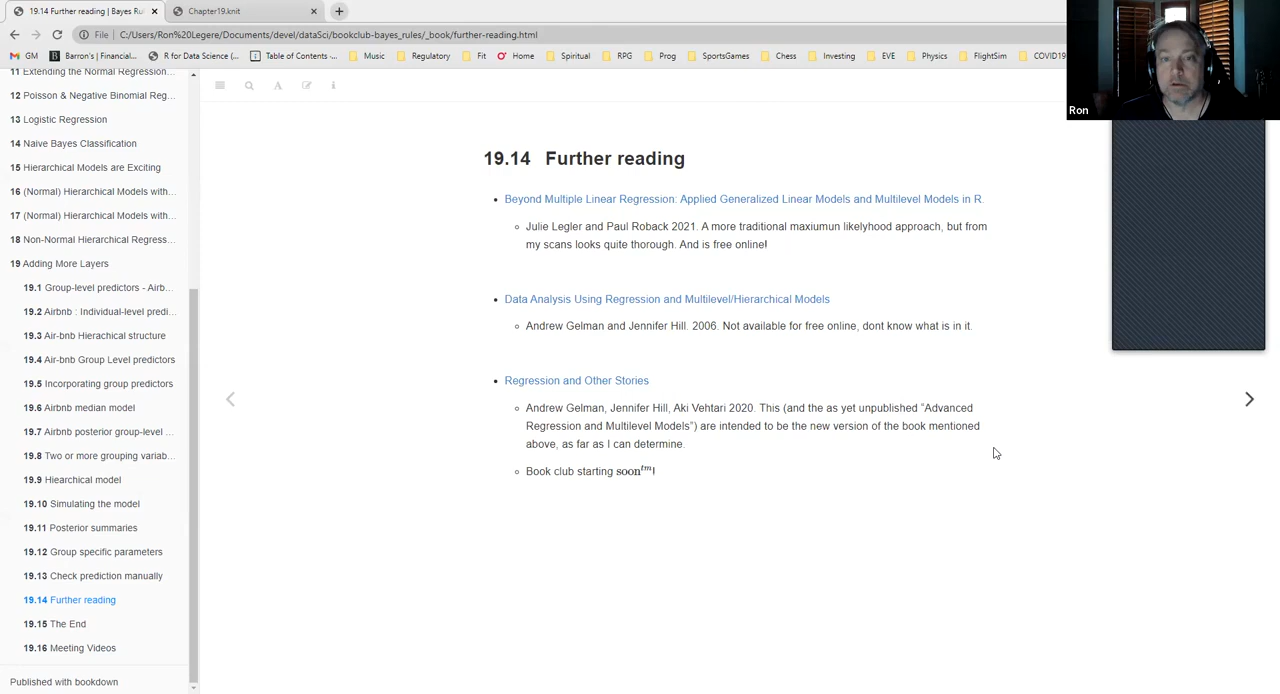 19.14 Further reading | Bayes Ru
Chapter19.knit
File C:/Users/Ron%20Legere/Documents/devel/dataSci/bookclub-bayes_rules/_book/further-reading.html
GM Barron's | Financial... R for Data Science (... Table of Contents -... Music Regulatory Fit Home Spiritual RPG Prog SportsGames Chess Investing EVE Physics FlightSim COVID19
Ron
11 Extending the Normal Regression...
12 Poisson & Negative Binomial Reg...
13 Logistic Regression
14 Naive Bayes Classification
15 Hierarchical Models are Exciting
16 (Normal) Hierarchical Models with...
17 (Normal) Hierarchical Models with...
18 Non-Normal Hierarchical Regress...
19 Adding More Layers
19.1 Group-level predictors - Airb...
19.2 Airbnb : Individual-level predi...
19.3 Air-bnb Hierachical structure
19.4 Air-bnb Group Level predictors
19.5 Incorporating group predictors
19.6 Airbnb median model
19.7 Airbnb posterior group-level ...
19.8 Two or more grouping variab...
19.9 Hiearchical model
19.10 Simulating the model
19.11 Posterior summaries
19.12 Group specific parameters
19.13 Check prediction manually
19.14 Further reading
19.15 The End
19.16 Meeting Videos
Published with bookdown
19.14 Further reading
Beyond Multiple Linear Regression: Applied Generalized Linear Models and Multilevel Models in R.
Julie Legler and Paul Roback 2021. A more traditional maxiumun likelyhood approach, but from
my scans looks quite thorough. And is free online!
Data Analysis Using Regression and Multilevel/Hierarchical Models
Andrew Gelman and Jennifer Hill. 2006. Not available for free online, dont know what is in it.
Regression and Other Stories
Andrew Gelman, Jennifer Hill, Aki Vehtari 2020. This (and the as yet unpublished “Advanced
Regression and Multilevel Models”) are intended to be the new version of the book mentioned
above, as far as I can determine.
Book club starting soon^tm!